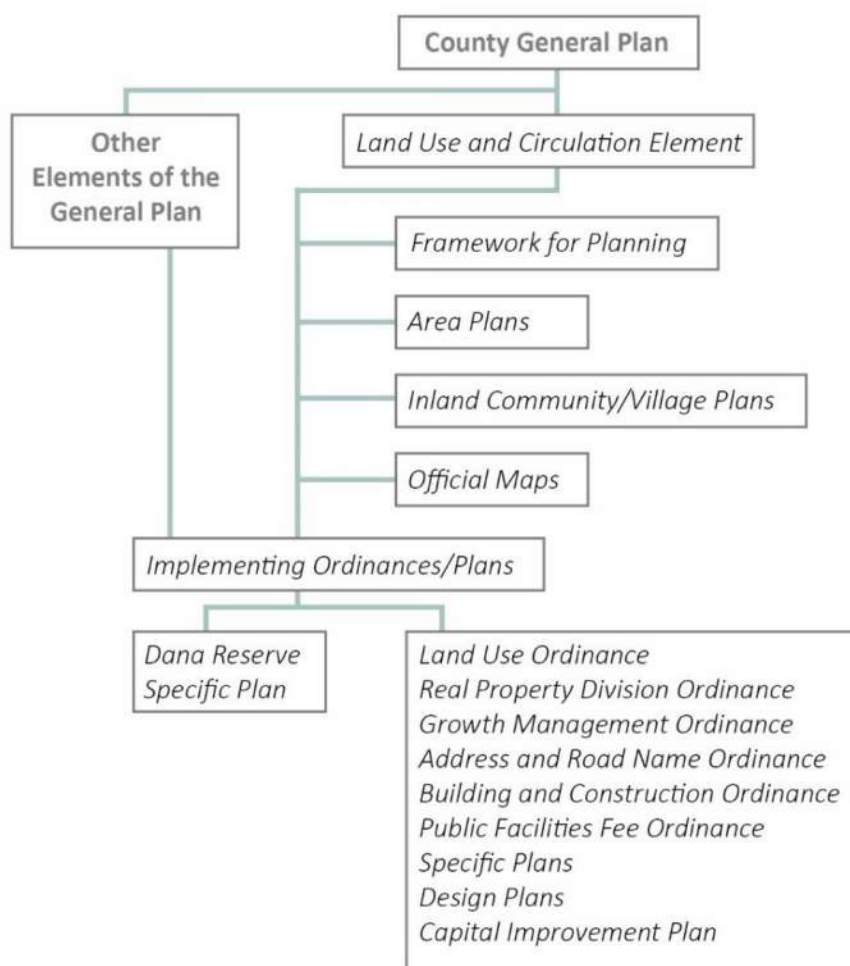 County General Plan
Other
Elements of the
General Plan
Land Use and Circulation Element
Framework for Planning
Area Plans
Inland Community/Village Plans
Official Maps
Implementing Ordinances/Plans
Dana Reserve
Specific Plan
Land Use Ordinance
Real Property Division Ordinance
Growth Management Ordinance
Address and Road Name Ordinance
Building and Construction Ordinance
Public Facilities Fee Ordinance
Specific Plans
Design Plans
Capital Improvement Plan